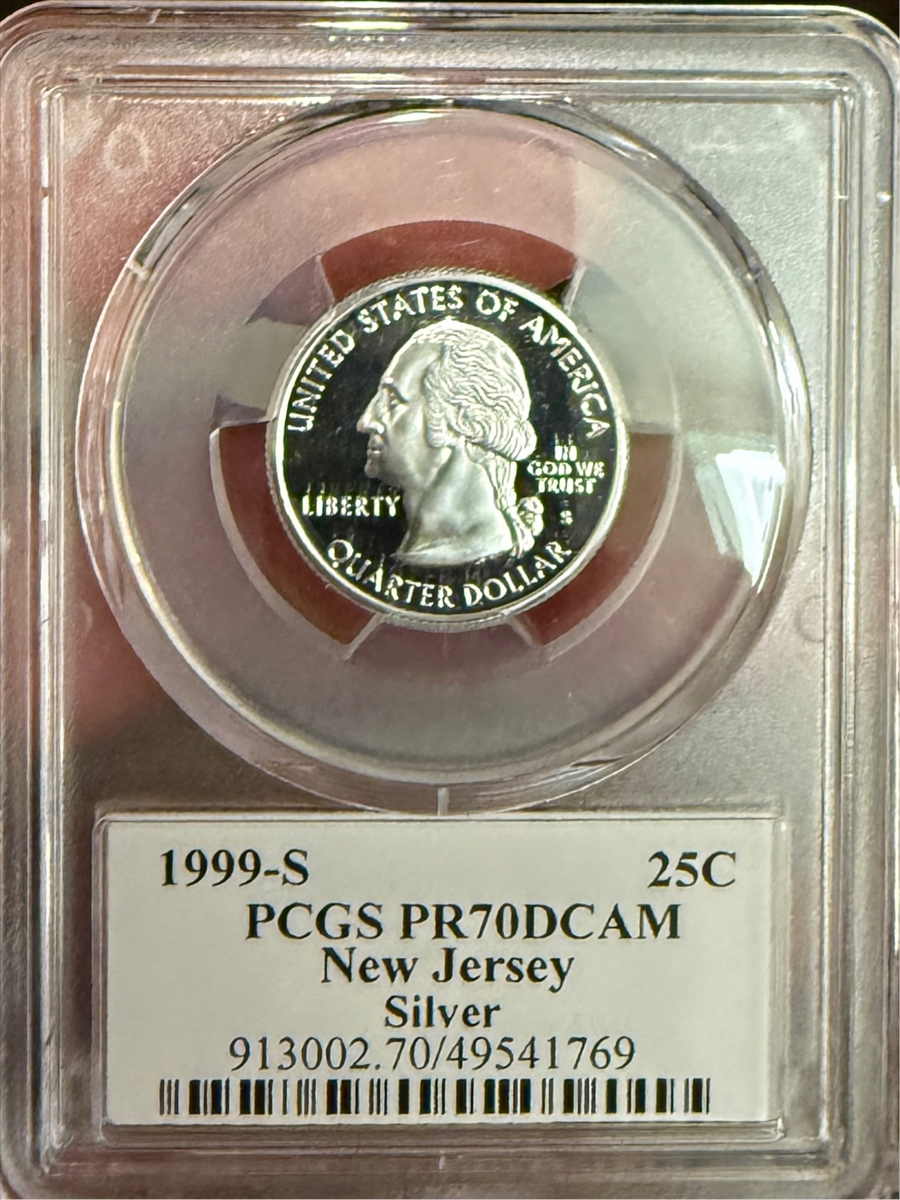 UNITED STATES OF AMERICA
IN
GOD WE
TRUST
LIBERTY
S
QUARTER DOLLAR
1999-S 25C
PCGS PR70DCAM
New Jersey
Silver
913002.70/49541769